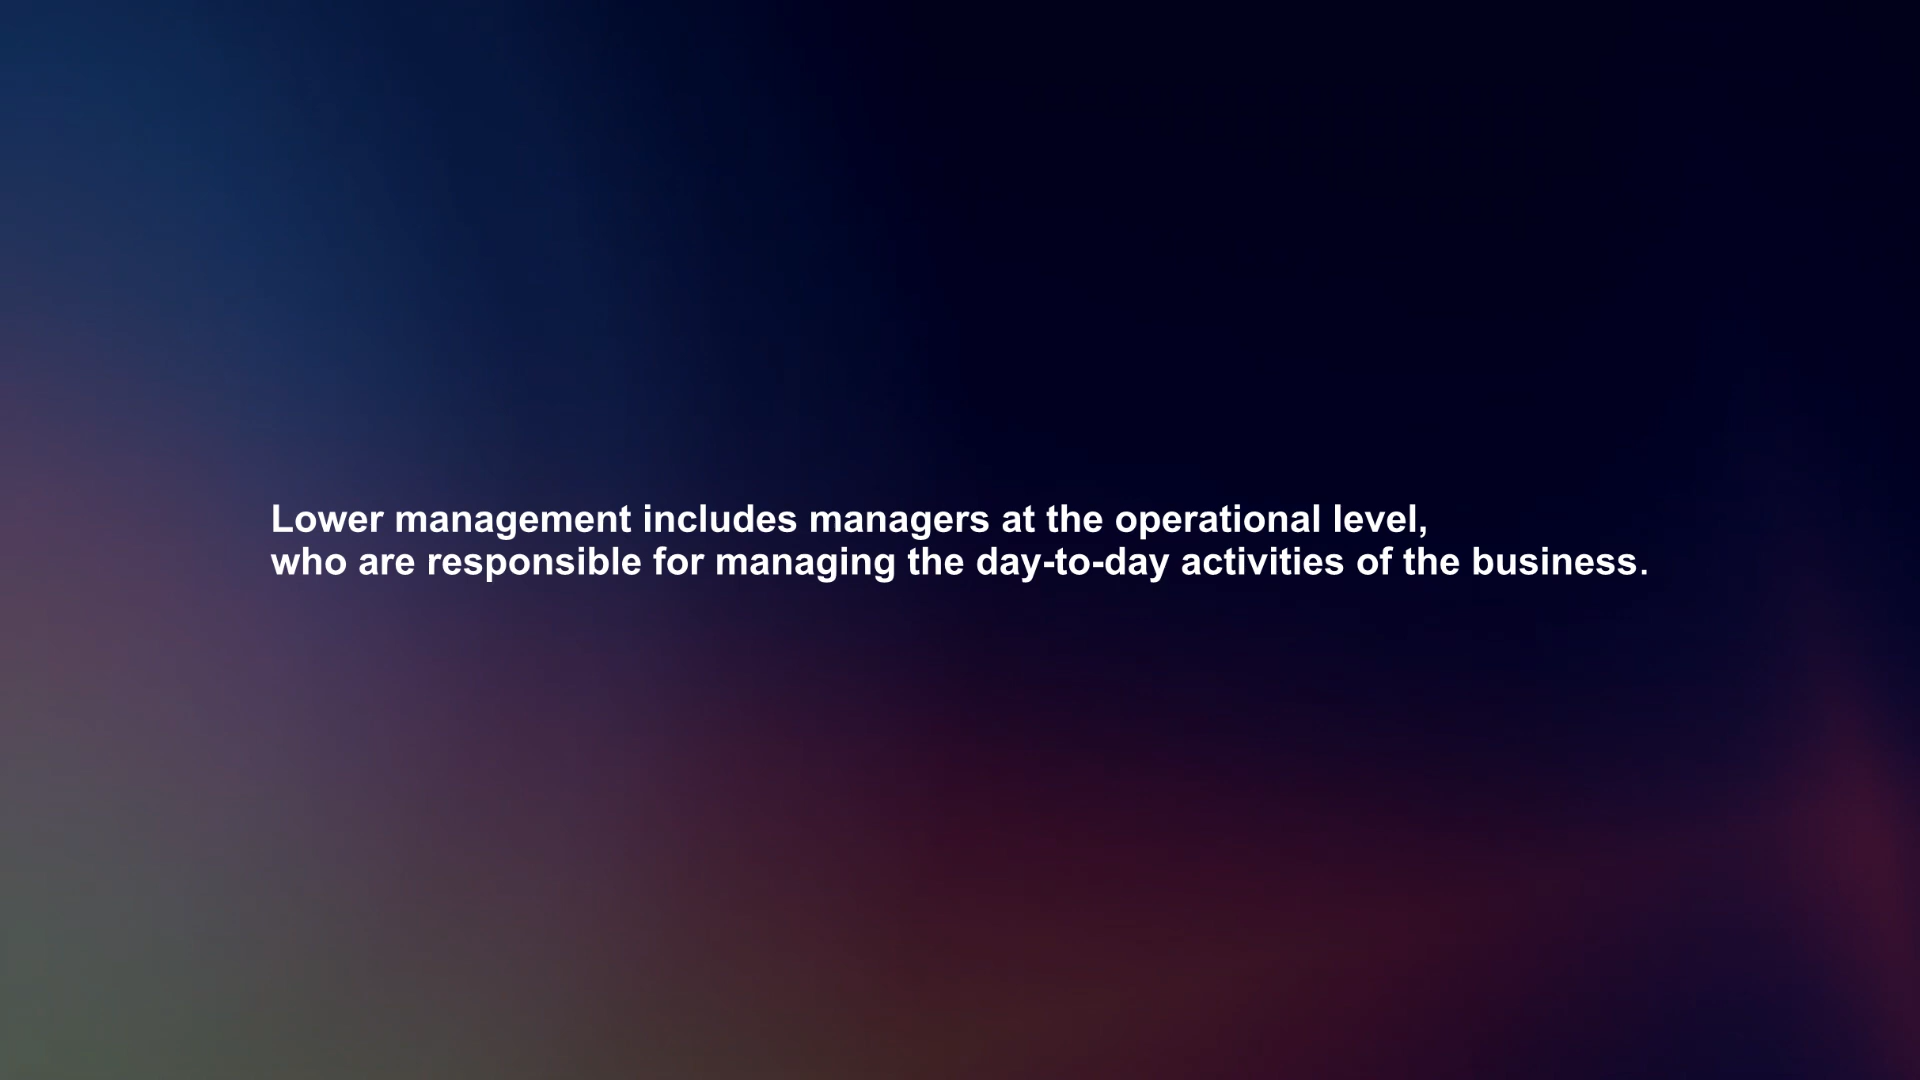 Lower management includes managers at the operational level,
who are responsible for managing the day-to-day activities of the business.